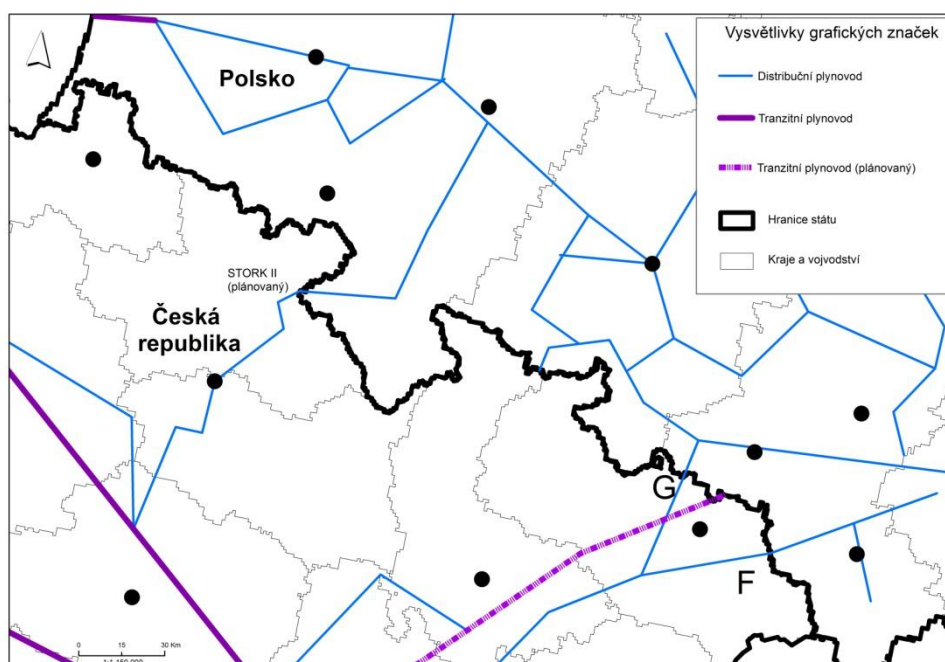 Vysvětlivky grafických značek
Distribuční plynovod
Tranzitní plynovod
Tranzitní plynovod (plánovaný)
Hranice státu
Kraje a vojvodství
Polsko
STORK II
(plánovaný)
Česká
republika
G
F
0 15 30 Km